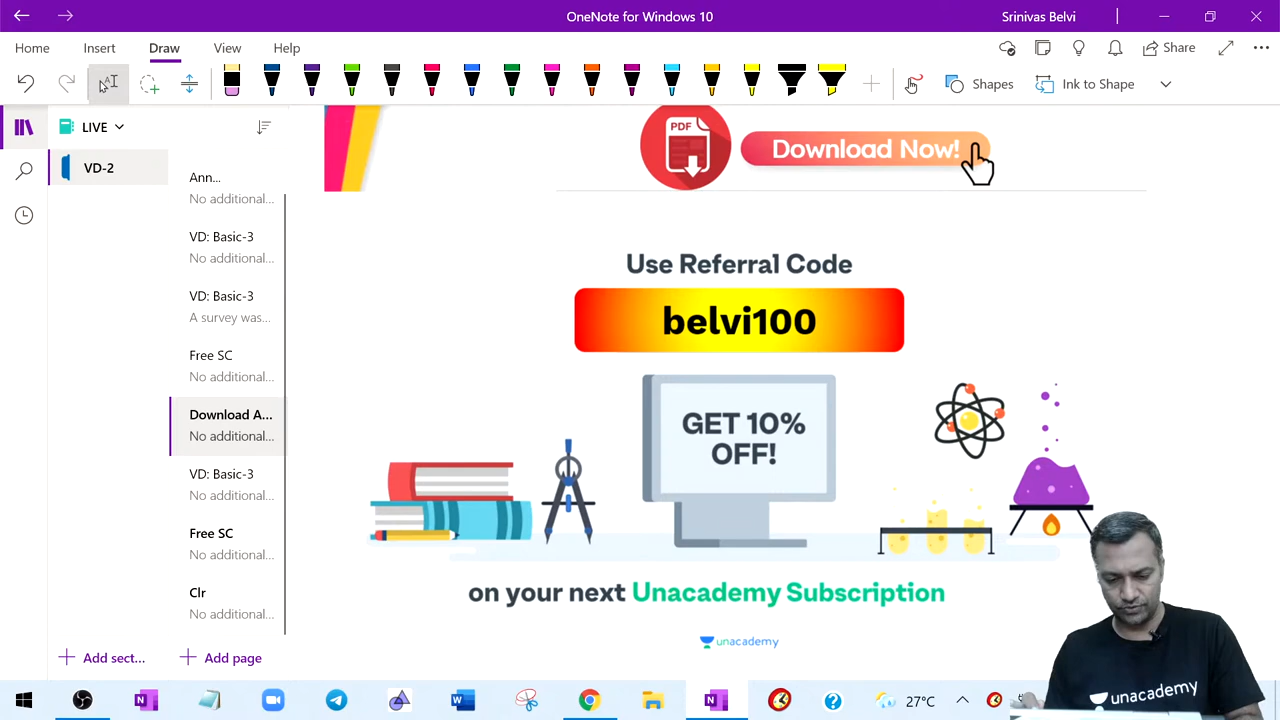 OneNote for Windows 10
Srinivas Belvi
Home
Insert
Draw
View
Help
Share
Shapes
Ink to Shape
LIVE
VD-2
Ann...
No additional...
VD: Basic-3
No additional...
VD: Basic-3
A survey was...
Free SC
No additional...
Download A...
No additional...
VD: Basic-3
No additional...
Free SC
No additional...
Clr
No additional...
Add sect...
Add page
PDF
Download Now!
Use Referral Code
belvi100
GET 10%
OFF!
on your next Unacademy Subscription
unacademy
unacademy
27°C